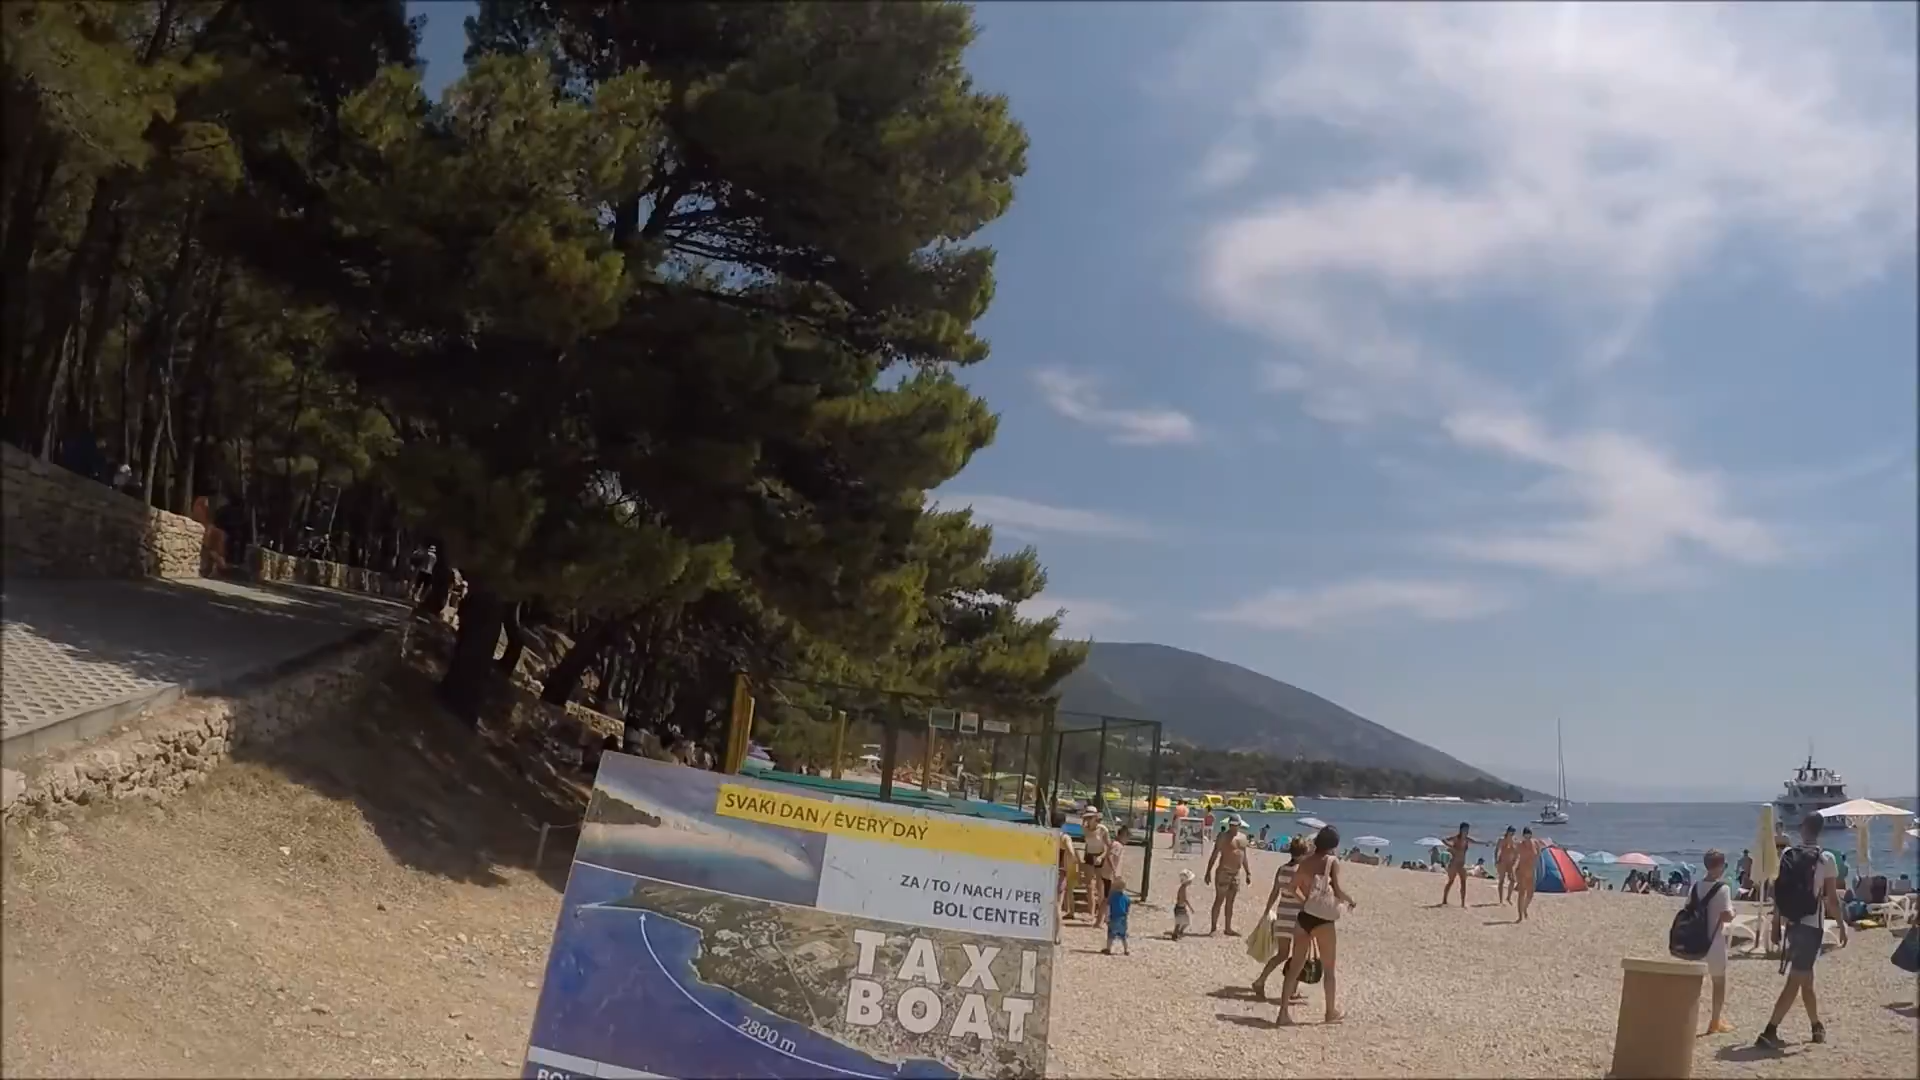 SVAKI DAN / EVERY DAY
ZA / TO / NACH / PER
BOL CENTER
TAXI
BOAT
2800 m